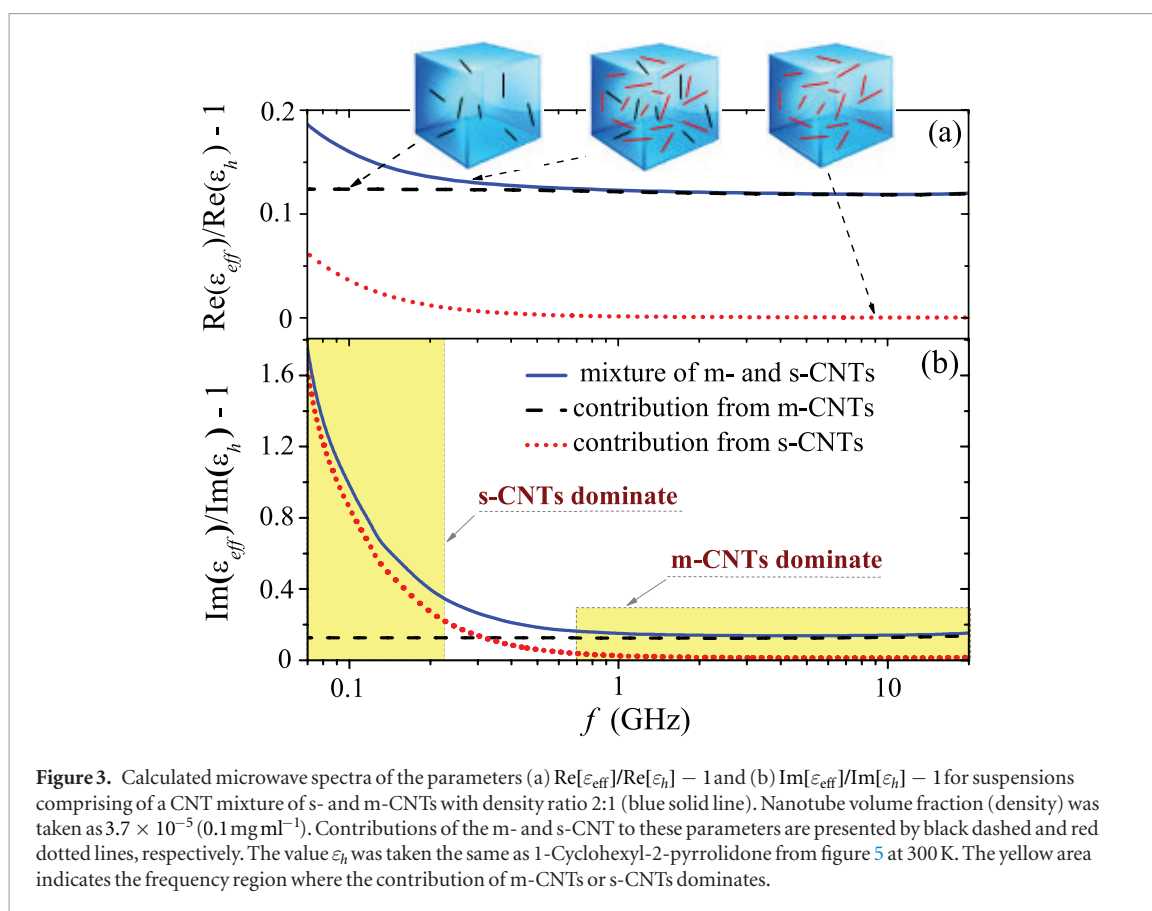 0.2
(a)
0.1
0
Re(ε_eff)/Re(ε_h) - 1
(b)
1.6
mixture of m- and s-CNTs
contribution from m-CNTs
1.2
contribution from s-CNTs
0.8
s-CNTs dominate
m-CNTs dominate
0.4
0
Im(ε_eff)/Im(ε_h) - 1
0.1 1 10
f (GHz)
Figure 3. Calculated microwave spectra of the parameters (a) Re[ε_eff]/Re[ε_h] − 1 and (b) Im[ε_eff]/Im[ε_h] − 1 for suspensions
comprising of a CNT mixture of s- and m-CNTs with density ratio 2:1 (blue solid line). Nanotube volume fraction (density) was
taken as 3.7 × 10⁻⁵ (0.1 mg ml⁻¹). Contributions of the m- and s-CNT to these parameters are presented by black dashed and red
dotted lines, respectively. The value ε_h was taken the same as 1-Cyclohexyl-2-pyrrolidone from figure 5 at 300 K. The yellow area
indicates the frequency region where the contribution of m-CNTs or s-CNTs dominates.